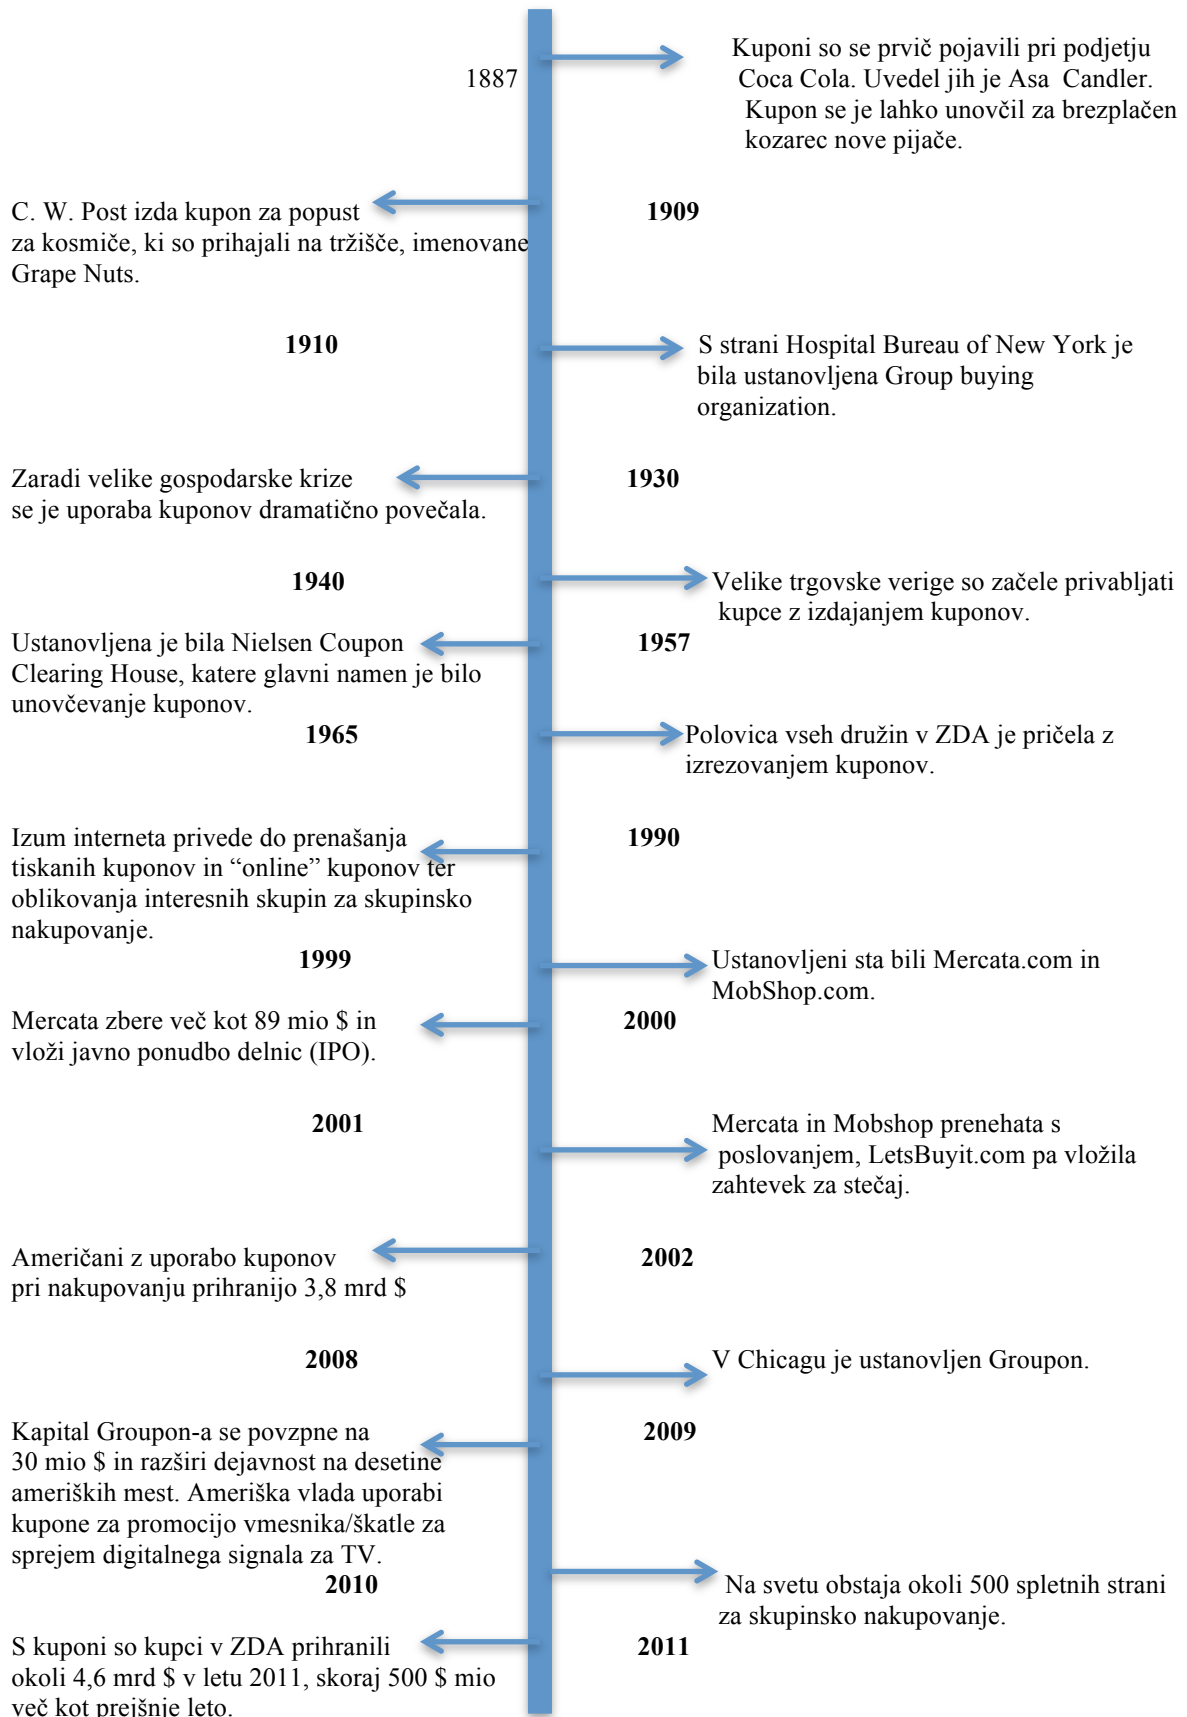 1887
Kuponi so se prvič pojavili pri podjetju
Coca Cola. Uvedel jih je Asa Candler.
Kupon se je lahko unovčil za brezplačen
kozarec nove pijače.
1909
C. W. Post izda kupon za popust
za kosmiče, ki so prihajali na tržišče, imenovane
Grape Nuts.
1910
S strani Hospital Bureau of New York je
bila ustanovljena Group buying
organization.
1930
Zaradi velike gospodarske krize
se je uporaba kuponov dramatično povečala.
1940
Velike trgovske verige so začele privabljati
kupce z izdajanjem kuponov.
1957
Ustanovljena je bila Nielsen Coupon
Clearing House, katere glavni namen je bilo
unovčevanje kuponov.
1965
Polovica vseh družin v ZDA je pričela z
izrezovanjem kuponov.
1990
Izum interneta privede do prenašanja
tiskanih kuponov in “online” kuponov ter
oblikovanja interesnih skupin za skupinsko
nakupovanje.
1999
Ustanovljeni sta bili Mercata.com in
MobShop.com.
2000
Mercata zbere več kot 89 mio $ in
vloži javno ponudbo delnic (IPO).
2001
Mercata in Mobshop prenehata s
poslovanjem, LetsBuyit.com pa vložila
zahtevek za stečaj.
2002
Američani z uporabo kuponov
pri nakupovanju prihranijo 3,8 mrd $
2008
V Chicagu je ustanovljen Groupon.
2009
Kapital Groupon-a se povzpne na
30 mio $ in razširi dejavnost na desetine
ameriških mest. Ameriška vlada uporabi
kupone za promocijo vmesnika/škatle za
sprejem digitalnega signala za TV.
2010
Na svetu obstaja okoli 500 spletnih strani
za skupinsko nakupovanje.
2011
S kuponi so kupci v ZDA prihranili
okoli 4,6 mrd $ v letu 2011, skoraj 500 $ mio
več kot prejšnje leto.